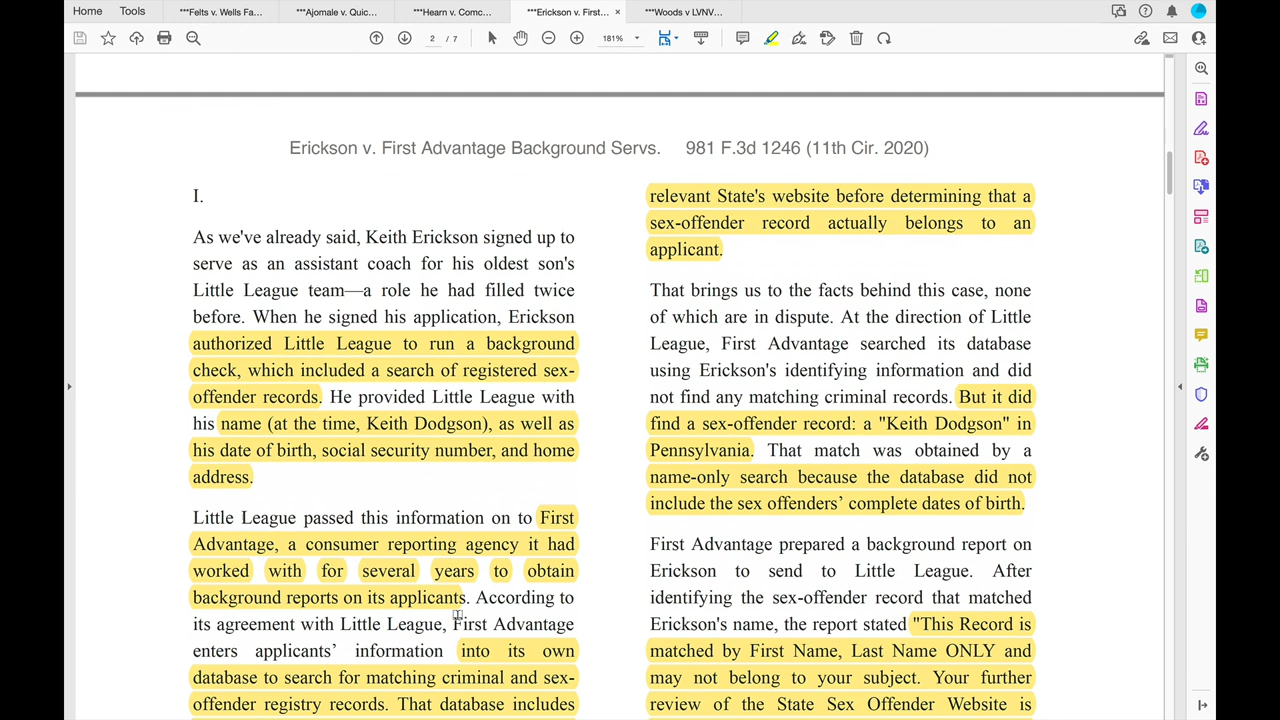 Home Tools ***Felts v. Wells Fa... ***Ajomale v. Quic... ***Hearn v. Comc... ***Erickson v. First... × ***Woods v LVNV...
2 / 7 181%
Erickson v. First Advantage Background Servs. 981 F.3d 1246 (11th Cir. 2020)
I.
As we've already said, Keith Erickson signed up to
serve as an assistant coach for his oldest son's
Little League team—a role he had filled twice
before. When he signed his application, Erickson
authorized Little League to run a background
check, which included a search of registered sex-
offender records. He provided Little League with
his name (at the time, Keith Dodgson), as well as
his date of birth, social security number, and home
address.
Little League passed this information on to First
Advantage, a consumer reporting agency it had
worked with for several years to obtain
background reports on its applicants. According to
its agreement with Little League, First Advantage
enters applicants’ information into its own
database to search for matching criminal and sex-
offender registry records. That database includes
relevant State's website before determining that a
sex-offender record actually belongs to an
applicant.
That brings us to the facts behind this case, none
of which are in dispute. At the direction of Little
League, First Advantage searched its database
using Erickson's identifying information and did
not find any matching criminal records. But it did
find a sex-offender record: a "Keith Dodgson" in
Pennsylvania. That match was obtained by a
name-only search because the database did not
include the sex offenders’ complete dates of birth.
First Advantage prepared a background report on
Erickson to send to Little League. After
identifying the sex-offender record that matched
Erickson's name, the report stated "This Record is
matched by First Name, Last Name ONLY and
may not belong to your subject. Your further
review of the State Sex Offender Website is